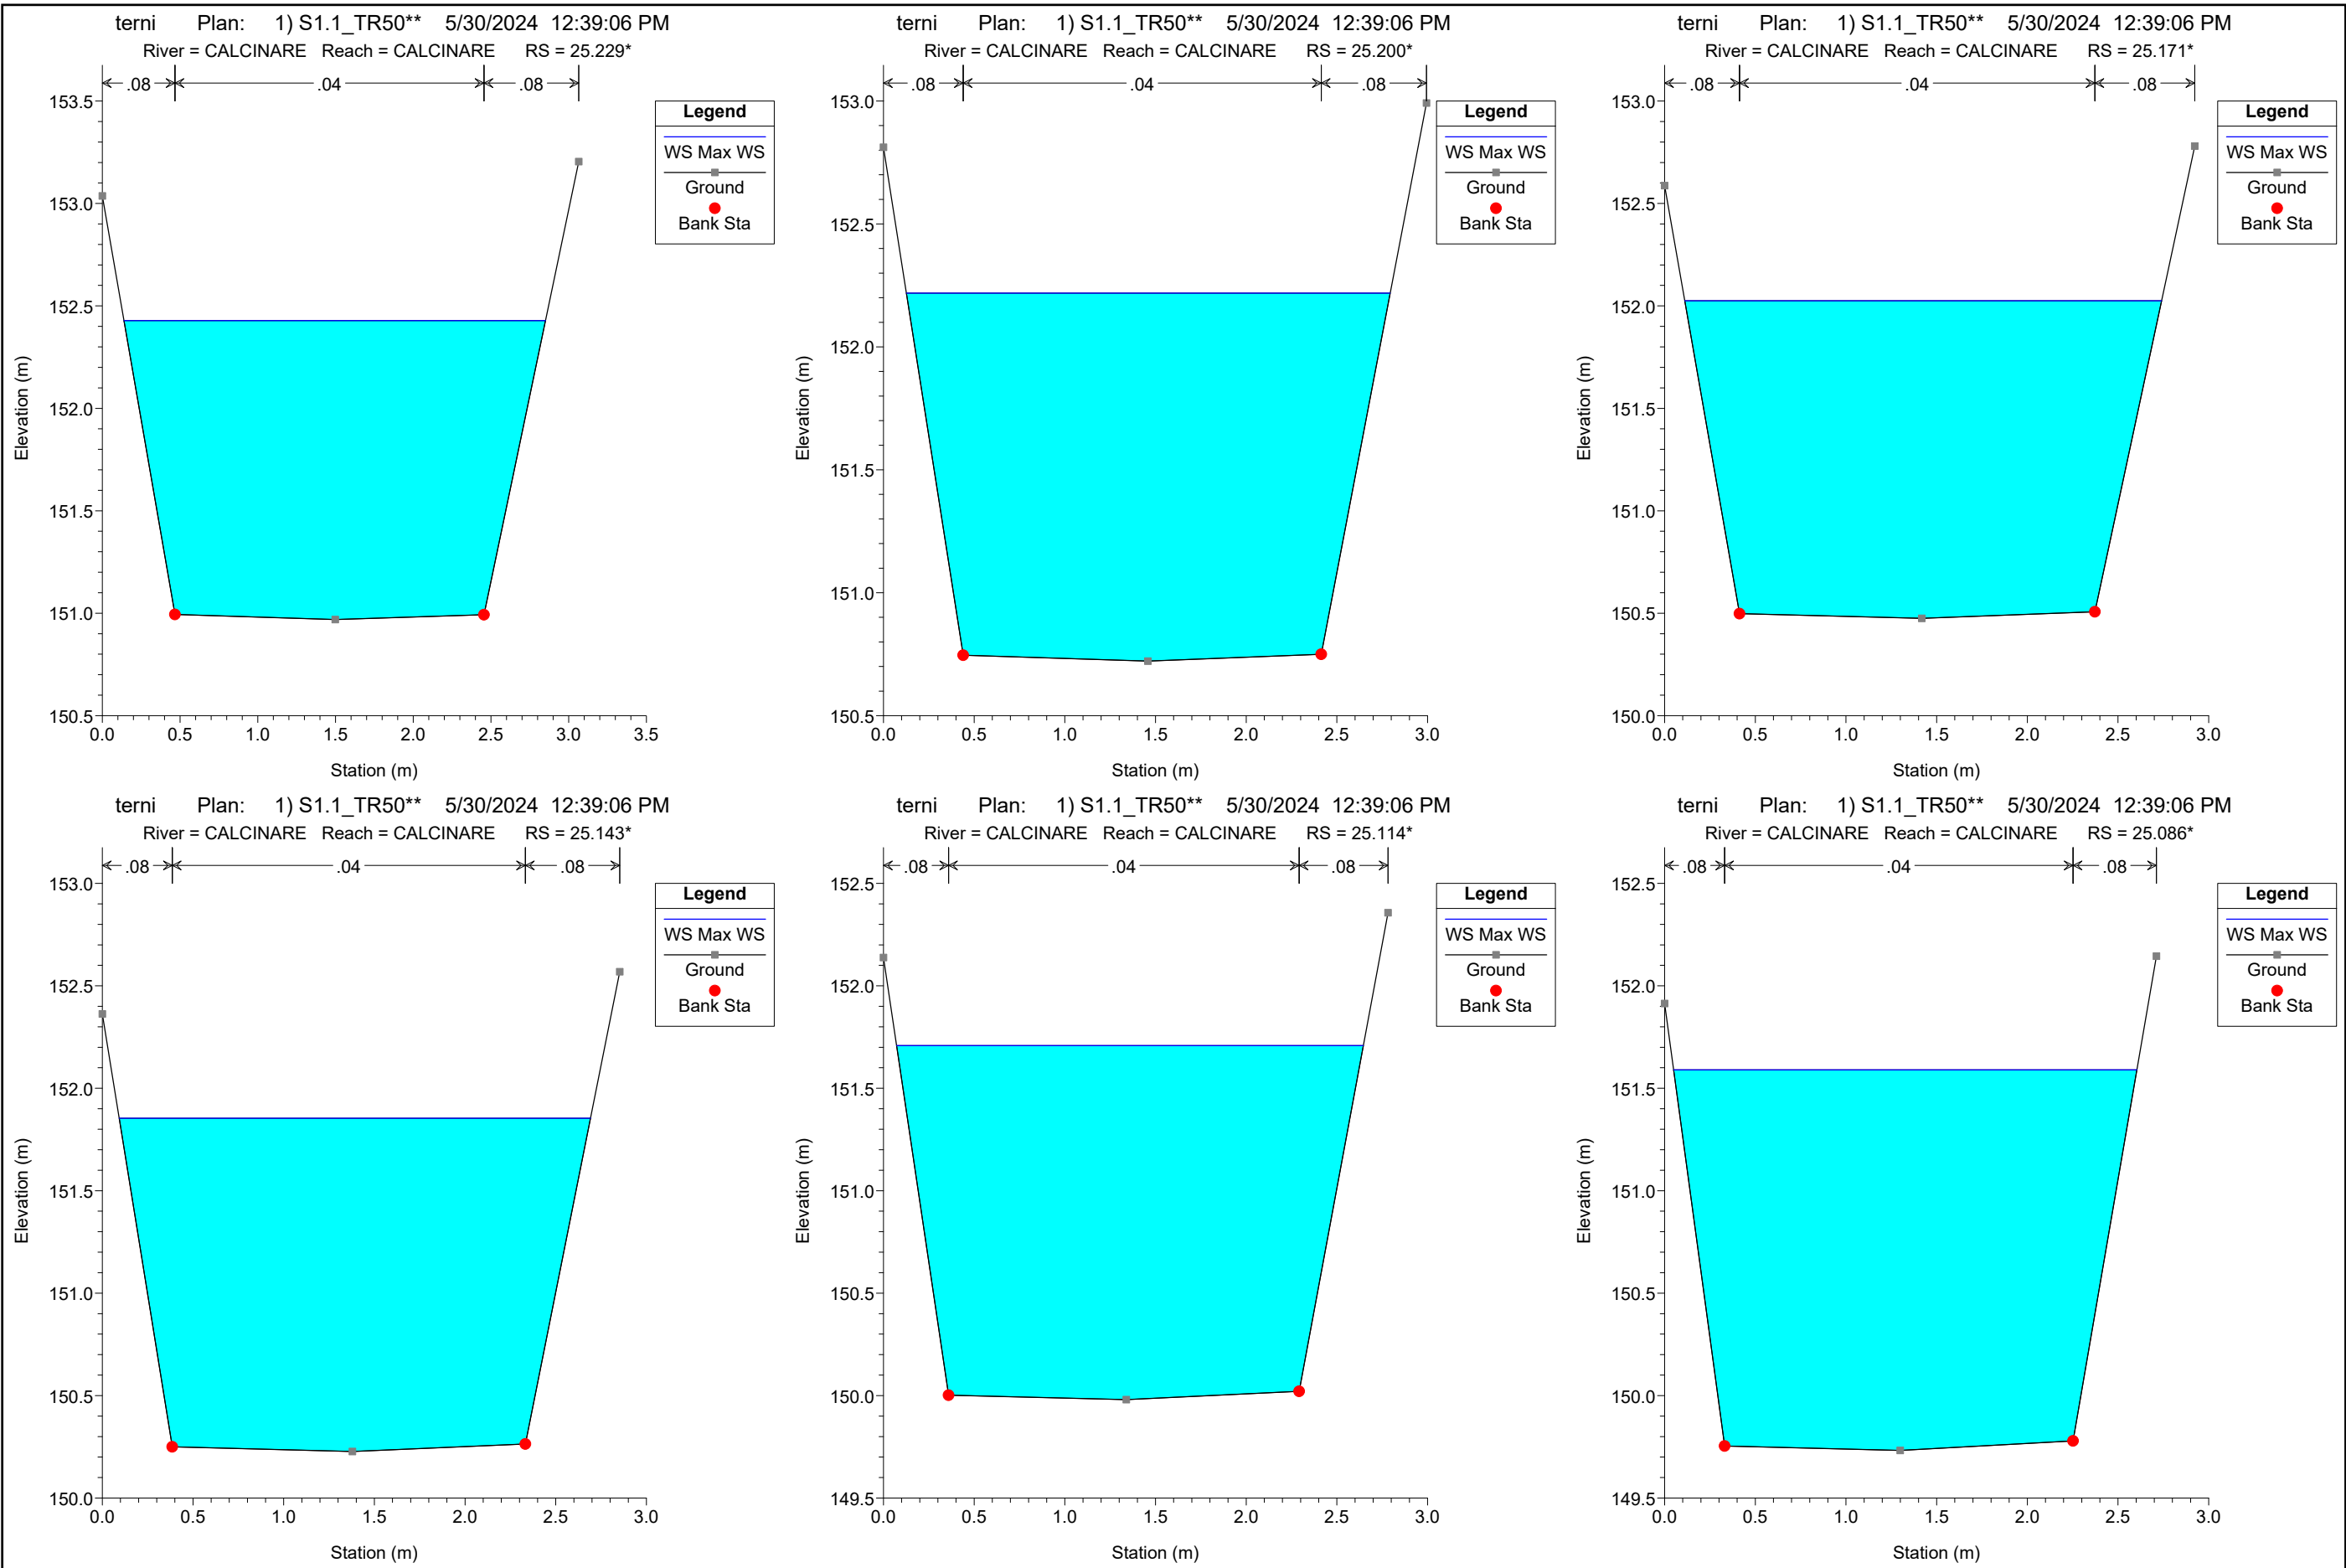 terni Plan: 1) S1.1_TR50** 5/30/2024 12:39:06 PM
River = CALCINARE Reach = CALCINARE RS = 25.229*
.08 .04 .08
Legend
WS Max WS
Ground
Bank Sta
153.5
153.0
152.5
152.0
151.5
151.0
150.5
Elevation (m)
0.0 0.5 1.0 1.5 2.0 2.5 3.0 3.5
Station (m)
terni Plan: 1) S1.1_TR50** 5/30/2024 12:39:06 PM
River = CALCINARE Reach = CALCINARE RS = 25.200*
.08 .04 .08
Legend
WS Max WS
Ground
Bank Sta
153.0
152.5
152.0
151.5
151.0
150.5
Elevation (m)
0.0 0.5 1.0 1.5 2.0 2.5 3.0
Station (m)
terni Plan: 1) S1.1_TR50** 5/30/2024 12:39:06 PM
River = CALCINARE Reach = CALCINARE RS = 25.171*
.08 .04 .08
Legend
WS Max WS
Ground
Bank Sta
153.0
152.5
152.0
151.5
151.0
150.5
150.0
Elevation (m)
0.0 0.5 1.0 1.5 2.0 2.5 3.0
Station (m)
terni Plan: 1) S1.1_TR50** 5/30/2024 12:39:06 PM
River = CALCINARE Reach = CALCINARE RS = 25.143*
.08 .04 .08
Legend
WS Max WS
Ground
Bank Sta
153.0
152.5
152.0
151.5
151.0
150.5
150.0
Elevation (m)
0.0 0.5 1.0 1.5 2.0 2.5 3.0
Station (m)
terni Plan: 1) S1.1_TR50** 5/30/2024 12:39:06 PM
River = CALCINARE Reach = CALCINARE RS = 25.114*
.08 .04 .08
Legend
WS Max WS
Ground
Bank Sta
152.5
152.0
151.5
151.0
150.5
150.0
149.5
Elevation (m)
0.0 0.5 1.0 1.5 2.0 2.5 3.0
Station (m)
terni Plan: 1) S1.1_TR50** 5/30/2024 12:39:06 PM
River = CALCINARE Reach = CALCINARE RS = 25.086*
.08 .04 .08
Legend
WS Max WS
Ground
Bank Sta
152.5
152.0
151.5
151.0
150.5
150.0
149.5
Elevation (m)
0.0 0.5 1.0 1.5 2.0 2.5 3.0
Station (m)